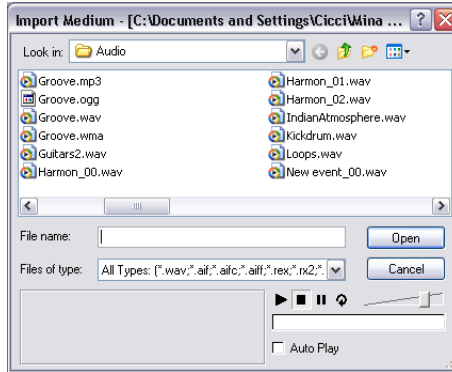 Import Medium - [C:\Documents and Settings\Cicci\Mina ...
Look in: Audio
Groove.mp3
Groove.ogg
Groove.wav
Groove.wma
Guitars2.wav
Harmon_00.wav
Harmon_01.wav
Harmon_02.wav
IndianAtmosphere.wav
Kickdrum.wav
Loops.wav
New event_00.wav
File name:
Open
Files of type: All Types: (*.wav;*.aif;*.aifc;*.aiff;*.rex;*.rx2;*.
Cancel
Auto Play